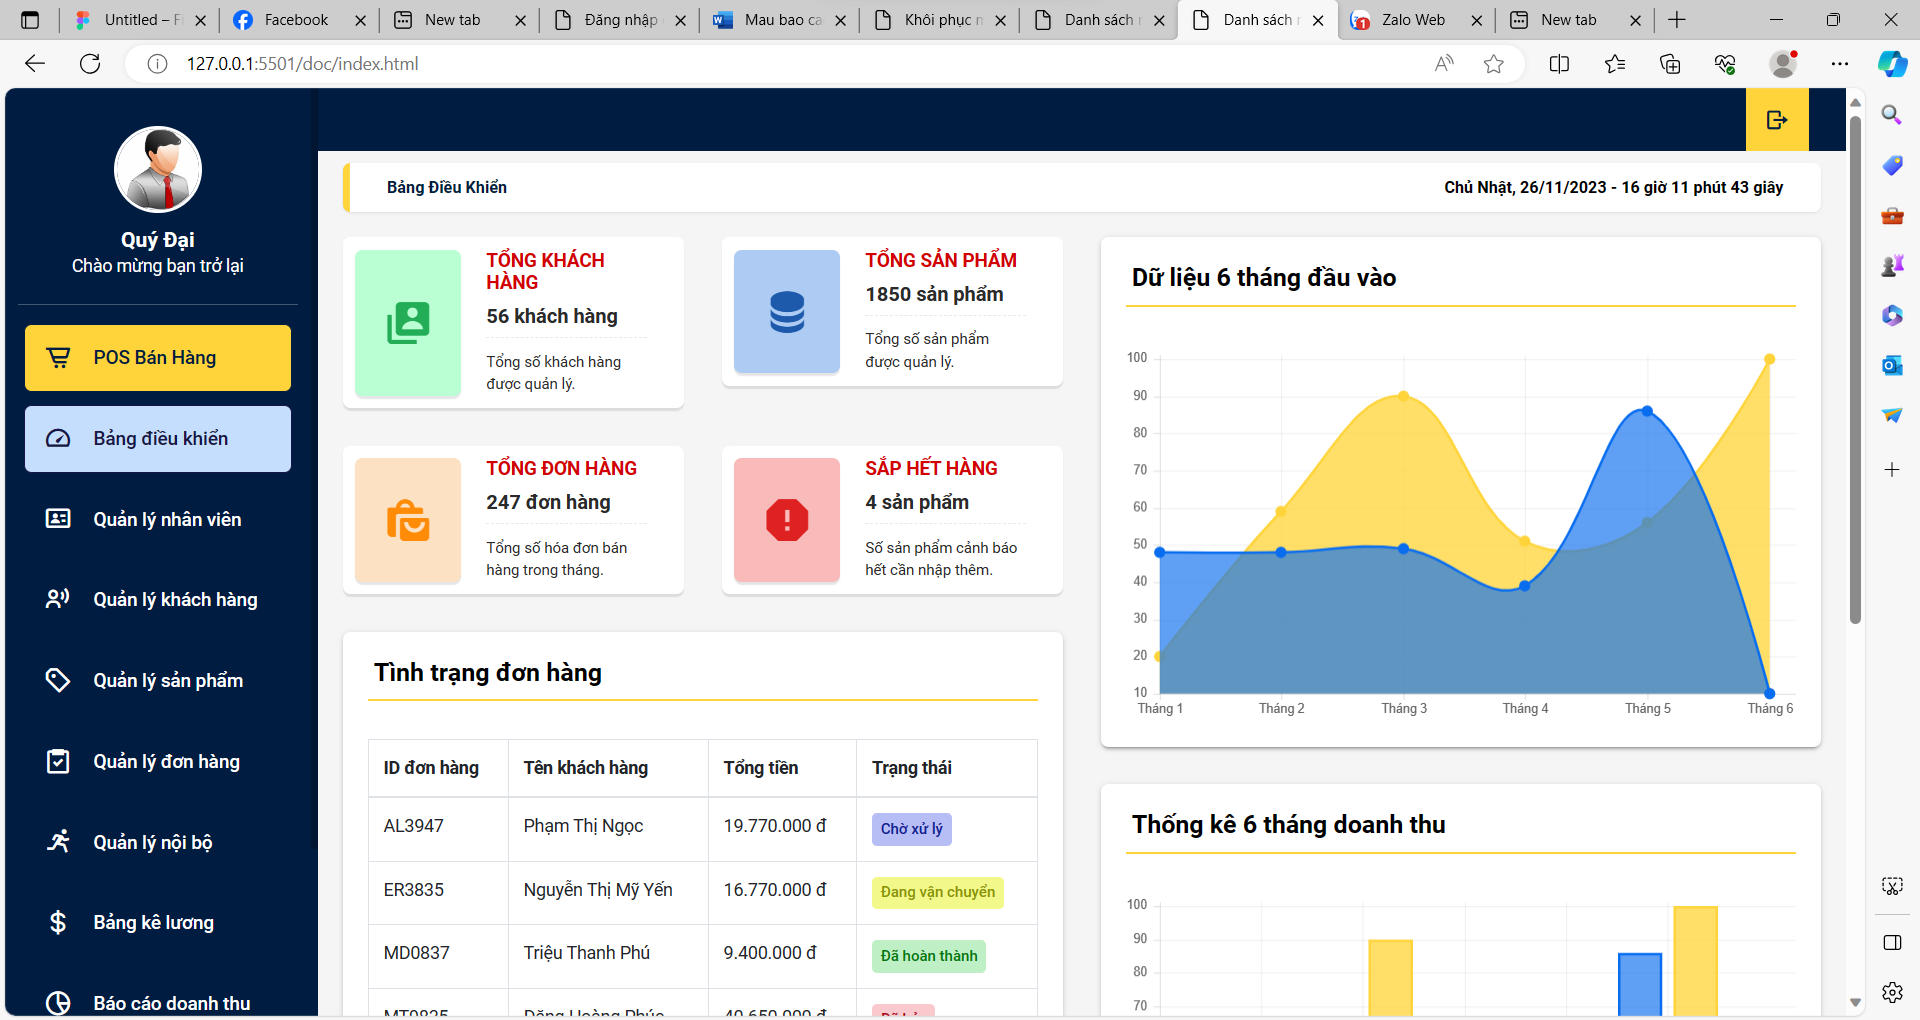 Untitled – Fi
Facebook
New tab
Đăng nhập
Mau bao ca
Khôi phục m
Danh sách n
Danh sách n
1
Zalo Web
New tab
127.0.0.1:5501/doc/index.html
Quý Đại
Chào mừng bạn trở lại
POS Bán Hàng
Bảng điều khiển
Quản lý nhân viên
Quản lý khách hàng
Quản lý sản phẩm
Quản lý đơn hàng
Quản lý nội bộ
Bảng kê lương
Báo cáo doanh thu
Bảng Điều Khiển
Chủ Nhật, 26/11/2023 - 16 giờ 11 phút 43 giây
TỔNG KHÁCH
HÀNG
56 khách hàng
Tổng số khách hàng
được quản lý.
TỔNG SẢN PHẨM
1850 sản phẩm
Tổng số sản phẩm
được quản lý.
TỔNG ĐƠN HÀNG
247 đơn hàng
Tổng số hóa đơn bán
hàng trong tháng.
SẮP HẾT HÀNG
4 sản phẩm
Số sản phẩm cảnh báo
hết cần nhập thêm.
Tình trạng đơn hàng
ID đơn hàng Tên khách hàng Tổng tiền Trạng thái
AL3947 Phạm Thị Ngọc 19.770.000 đ Chờ xử lý
ER3835 Nguyễn Thị Mỹ Yến 16.770.000 đ Đang vận chuyển
MD0837 Triệu Thanh Phú 9.400.000 đ Đã hoàn thành
MT9835 Đặng Hoàng Phúc 40.650.000 đ
Dữ liệu 6 tháng đầu vào
100
90
80
70
60
50
40
30
20
10
Tháng 1 Tháng 2 Tháng 3 Tháng 4 Tháng 5 Tháng 6
Thống kê 6 tháng doanh thu
100
90
80
70